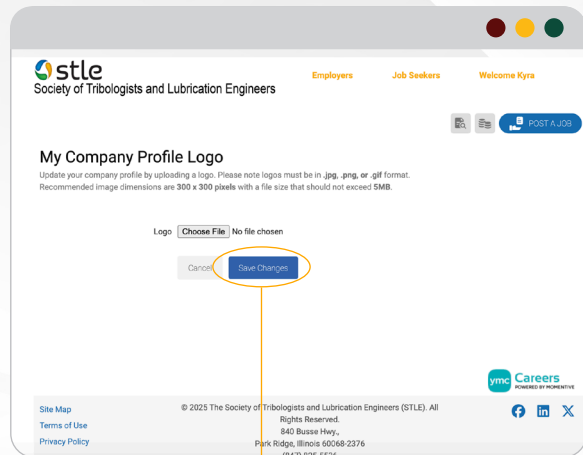 stle
Society of Tribologists and Lubrication Engineers
Employers
Job Seekers
Welcome Kyra
POST A JOB
My Company Profile Logo
Update your company profile by uploading a logo. Please note logos must be in .jpg, .png, or .gif format.
Recommended image dimensions are 300 x 300 pixels with a file size that should not exceed 5MB.
Logo Choose File No file chosen
Cancel Save Changes
ymc Careers
POWERED BY MOMENTIVE
Site Map
Terms of Use
Privacy Policy
© 2025 The Society of Tribologists and Lubrication Engineers (STLE). All
Rights Reserved.
840 Busse Hwy.,
Park Ridge, Illinois 60068-2376